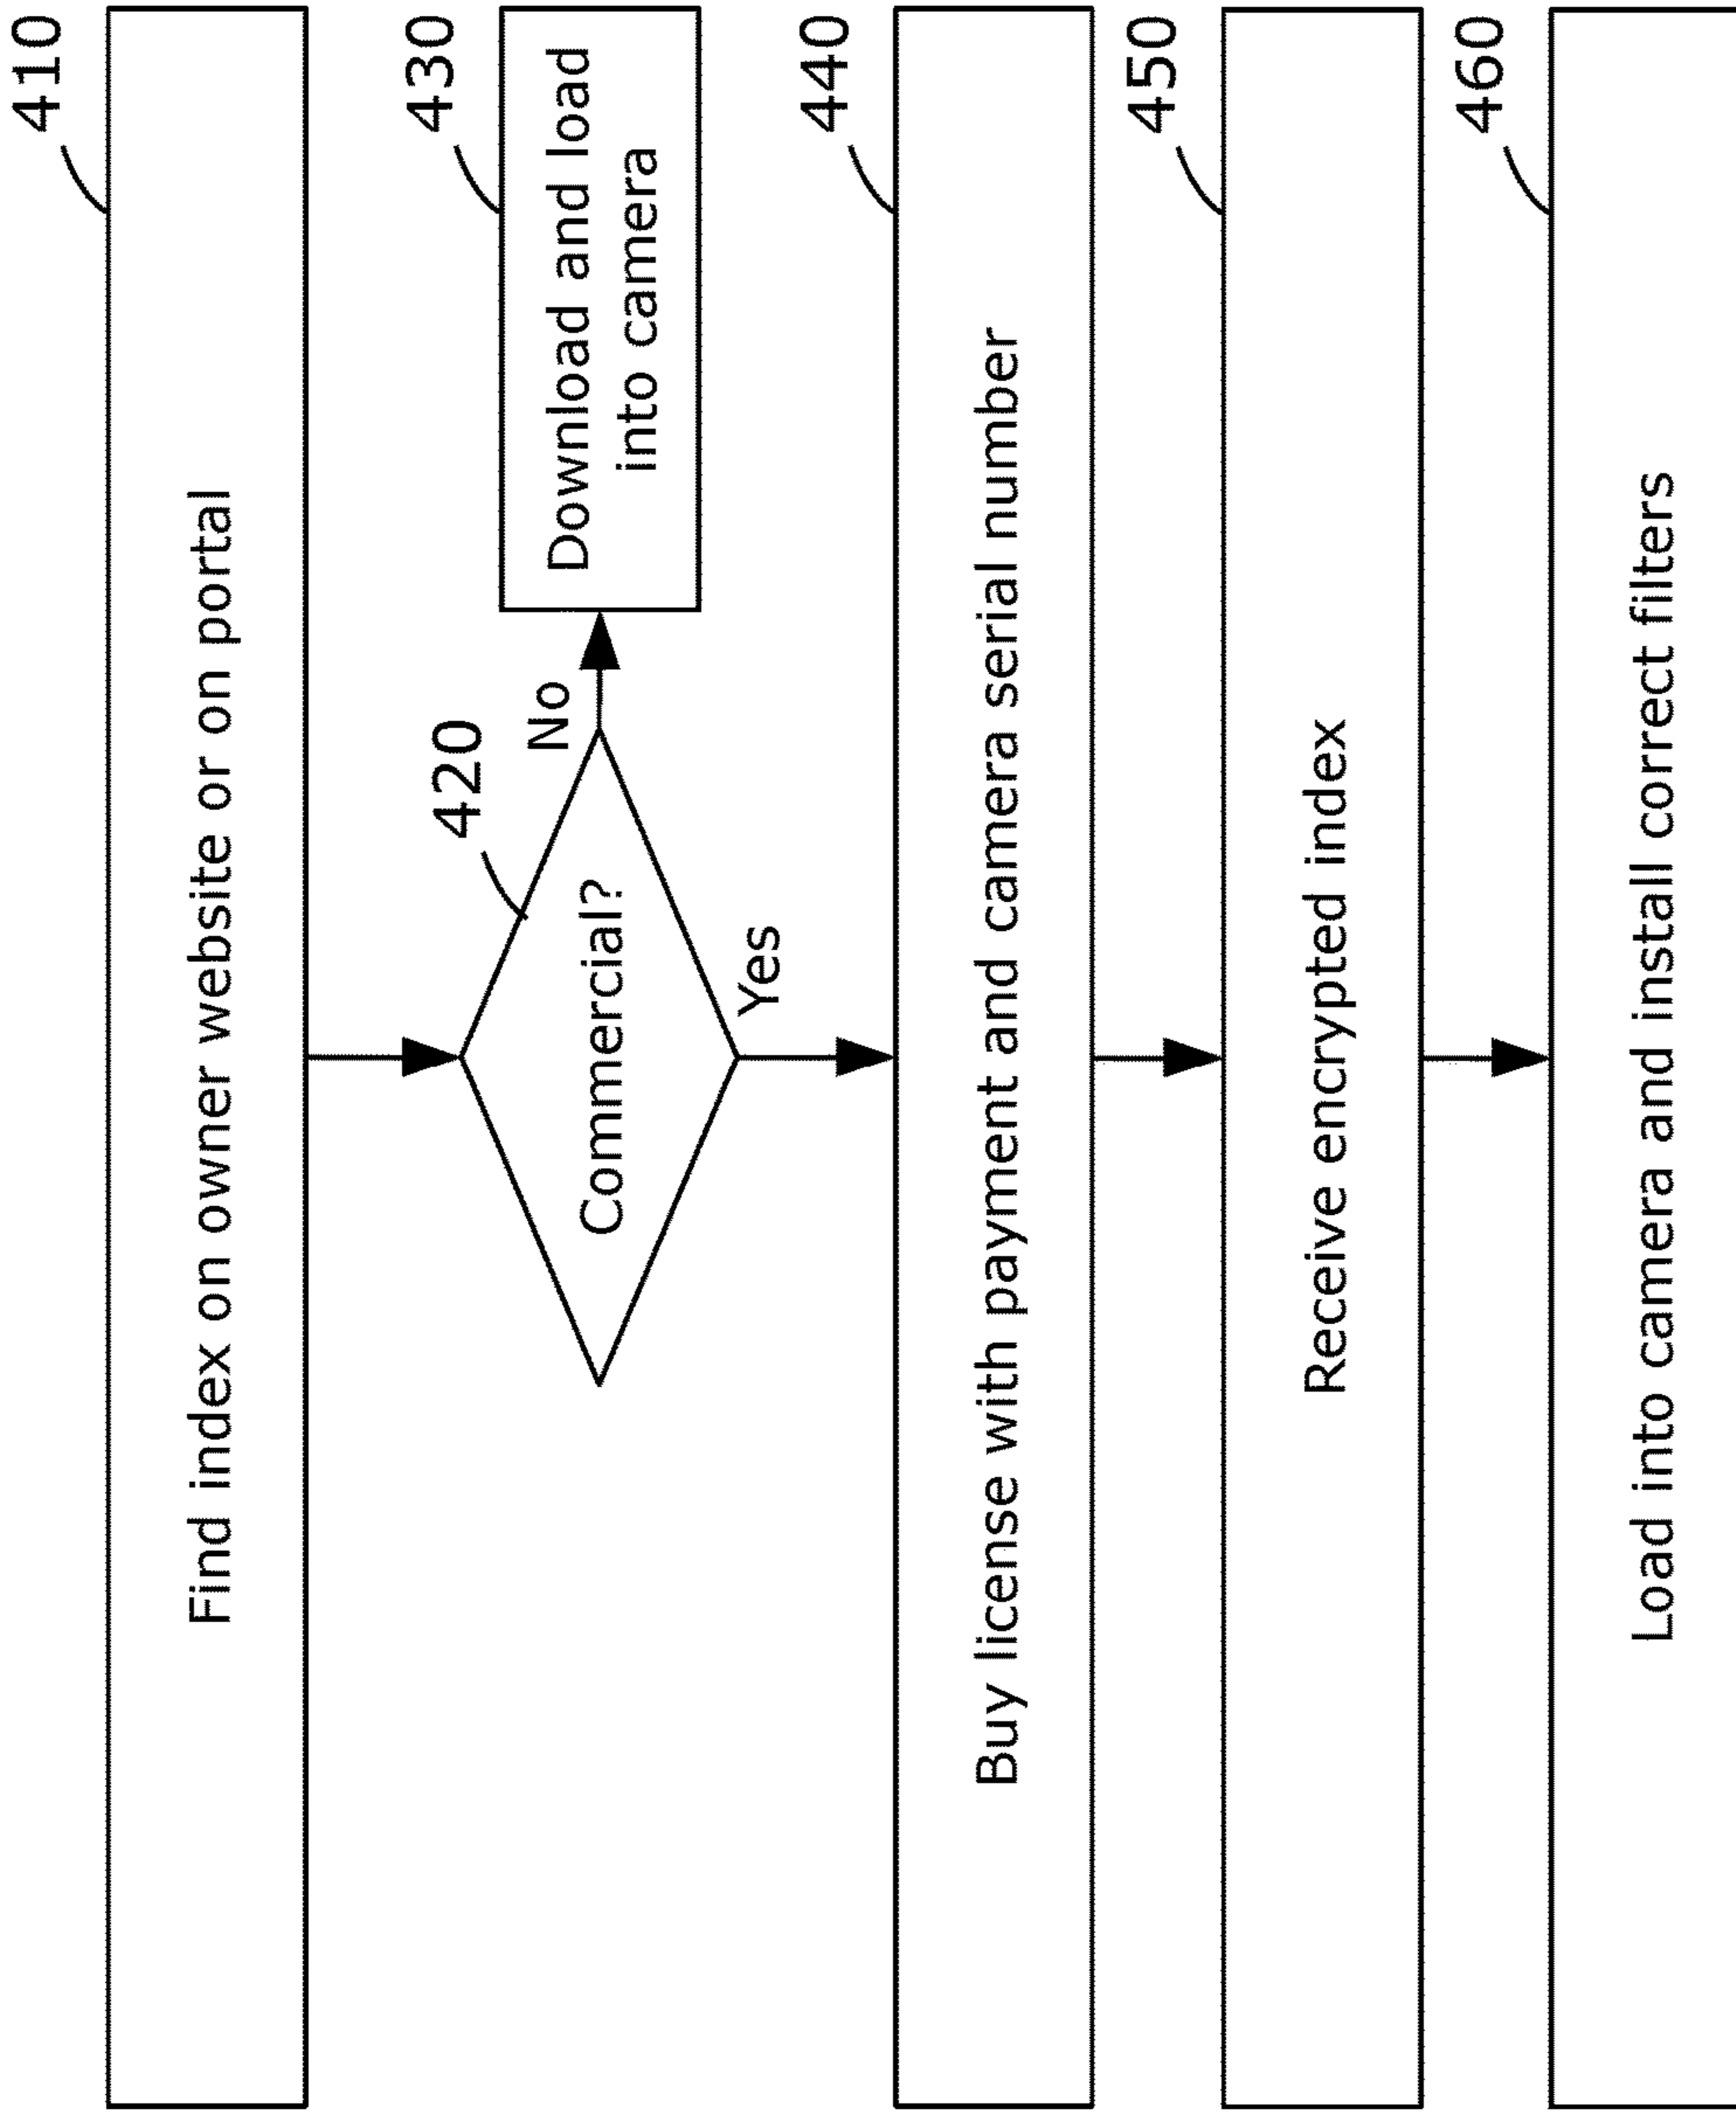 410
Find index on owner website or on portal
420
Commercial?
No
430
Download and load
into camera
Yes
440
Buy license with payment and camera serial number
450
Receive encrypted index
460
Load into camera and install correct filters